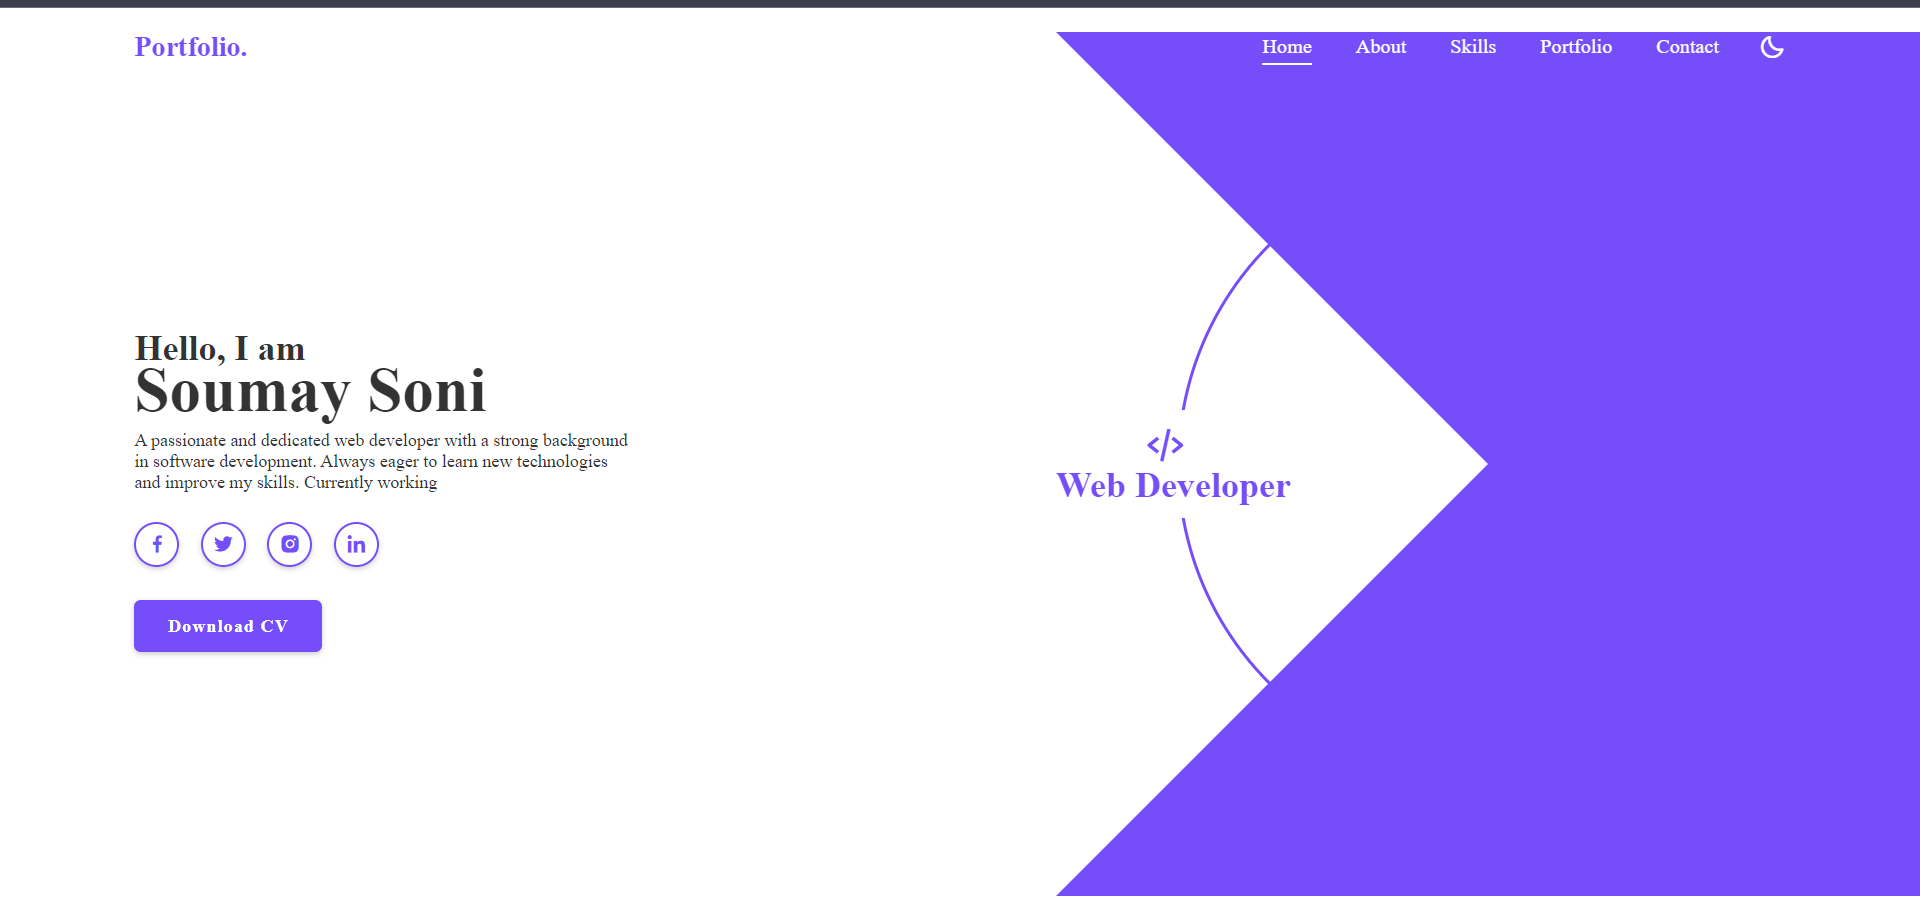 Portfolio.
Home About Skills Portfolio Contact
Hello, I am
Soumay Soni
A passionate and dedicated web developer with a strong background
in software development. Always eager to learn new technologies
and improve my skills. Currently working
Download CV
</> 
Web Developer